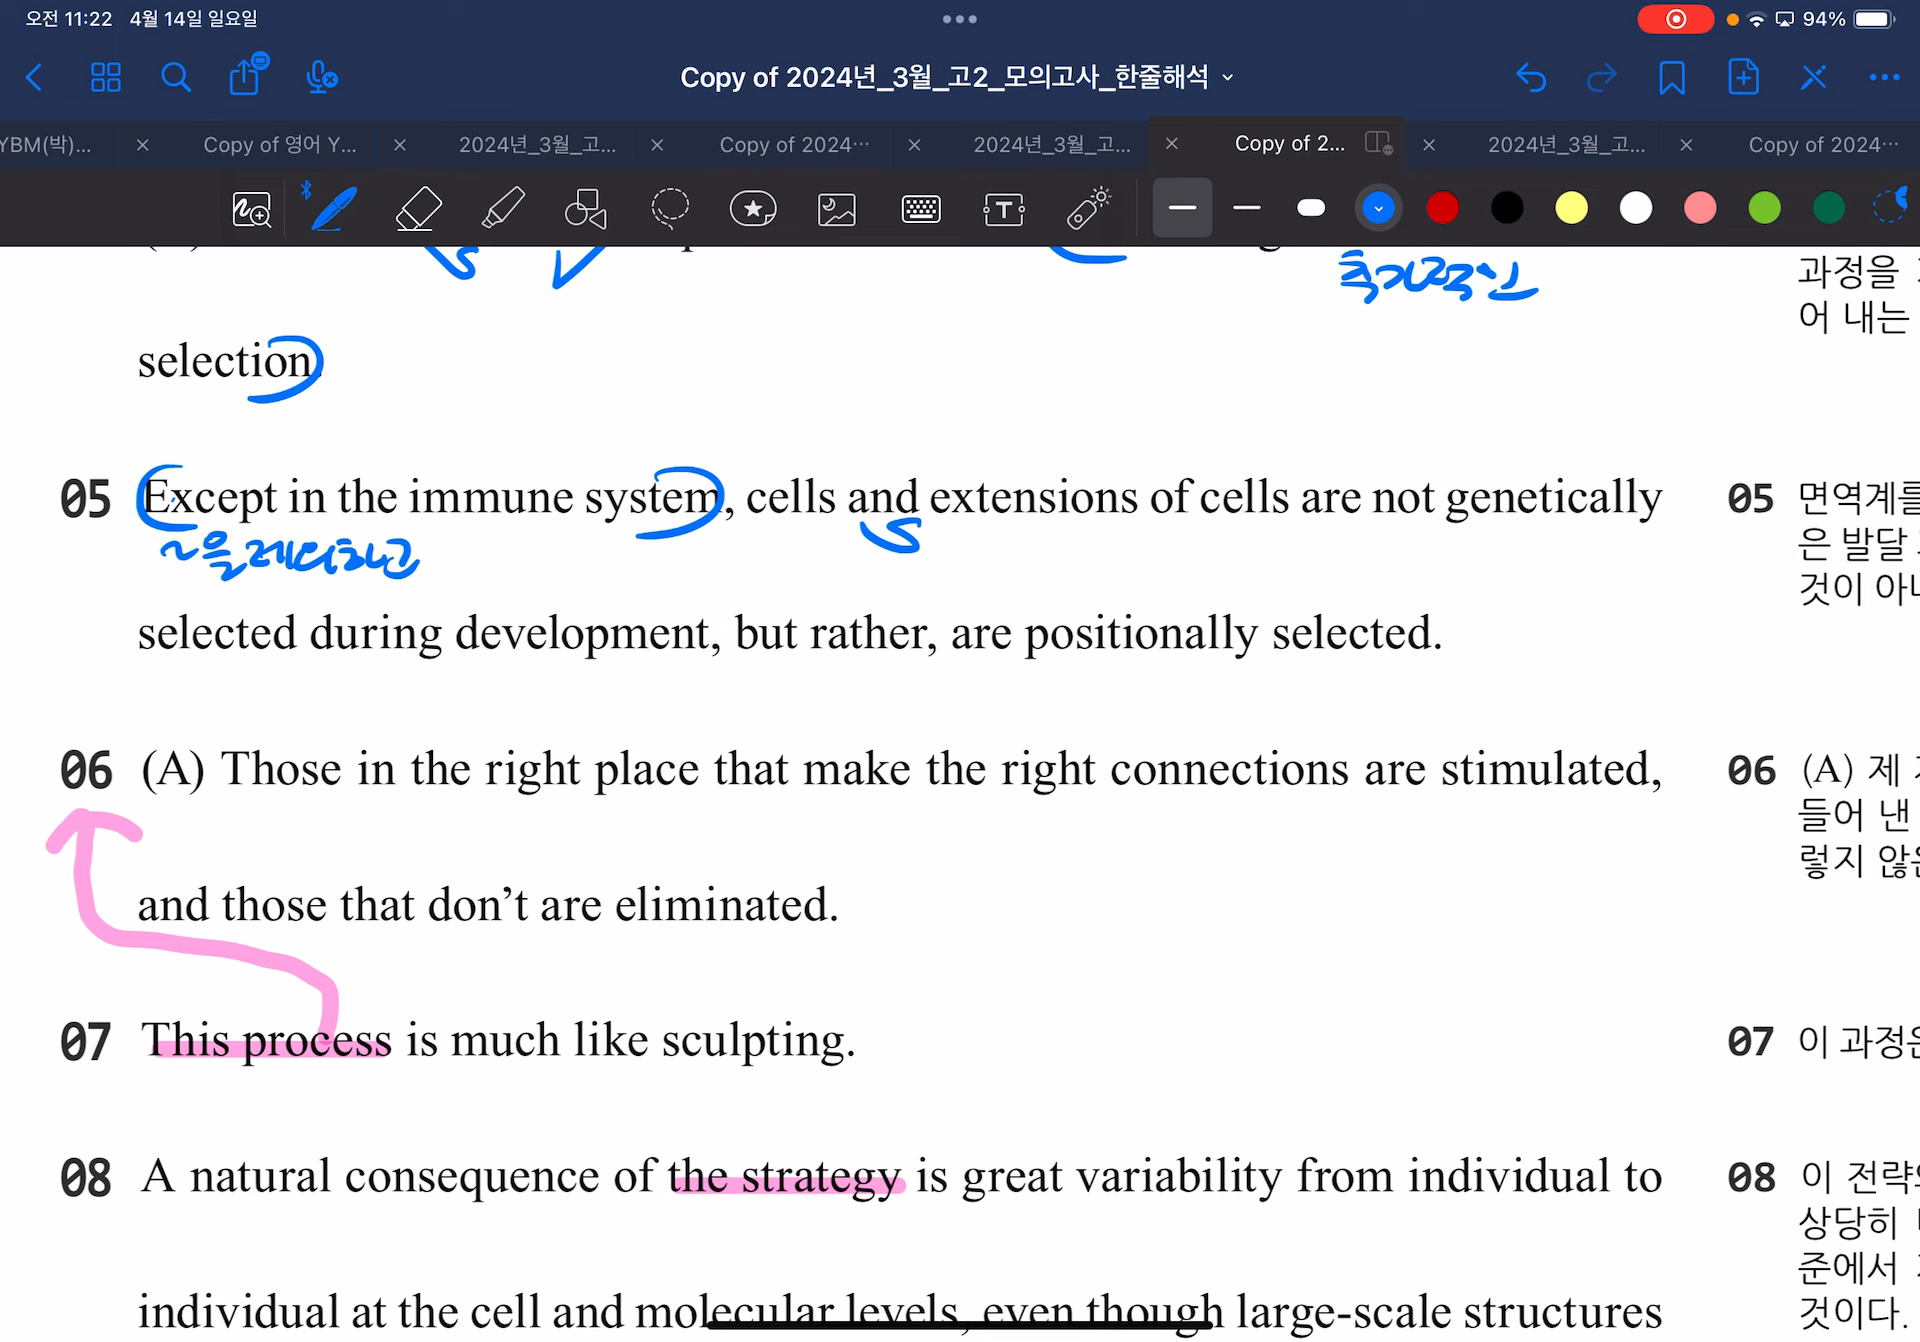 오전 11:22 4월 14일 일요일
94%
Copy of 2024년_3월_고2_모의고사_한줄해석
YBM(박)...
Copy of 영어 Y...
2024년_3월_고...
Copy of 2024...
2024년_3월_고...
Copy of 2...
2024년_3월_고...
Copy of 2024...
추가적인
과정을
어 내는
selection
05 Except in the immune system, cells and extensions of cells are not genetically
S
~을 제외하고
selected during development, but rather, are positionally selected.
05 면역계를
은 발달
것이 아니
06 (A) Those in the right place that make the right connections are stimulated,
and those that don't are eliminated.
06 (A) 제
들어 낸
렇지 않은
07 This process is much like sculpting.
07 이 과정은
08 A natural consequence of the strategy is great variability from individual to
individual at the cell and molecular levels, even though large-scale structures
08 이 전략의
상당히
준에서
것이다.